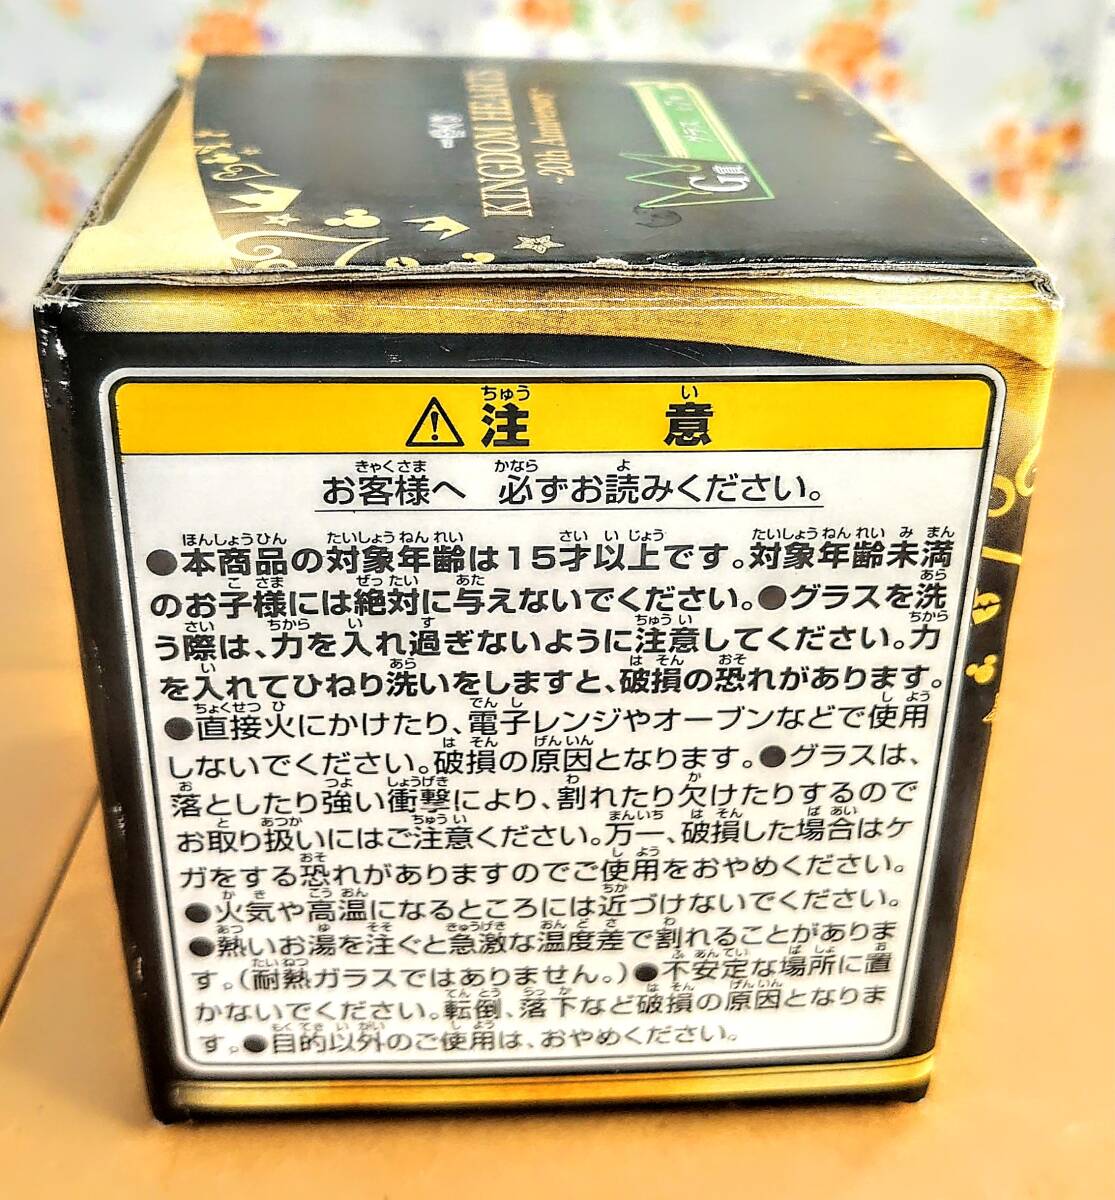 KINGDOM HEARTS
~20th Anniversary~
G賞
グラス
⚠注 意
お客様へ 必ずお読みください。
●本商品の対象年齢は15才以上です。対象年齢未満
のお子様には絶対に与えないでください。●グラスを洗
う際は、力を入れ過ぎないように注意してください。力
を入れてひねり洗いをしますと、破損の恐れがあります。
●直接火にかけたり、電子レンジやオーブンなどで使用
しないでください。破損の原因となります。●グラスは、
落としたり強い衝撃により、割れたり欠けたりするので
お取り扱いにはご注意ください。万一、破損した場合はケ
ガをする恐れがありますのでご使用をおやめください。
●火気や高温になるところには近づけないでください。
●熱いお湯を注ぐと急激な温度差で割れることがありま
す。(耐熱ガラスではありません。)●不安定な場所に置
かないでください。転倒、落下など破損の原因となりま
す。●目的以外のご使用は、おやめください。